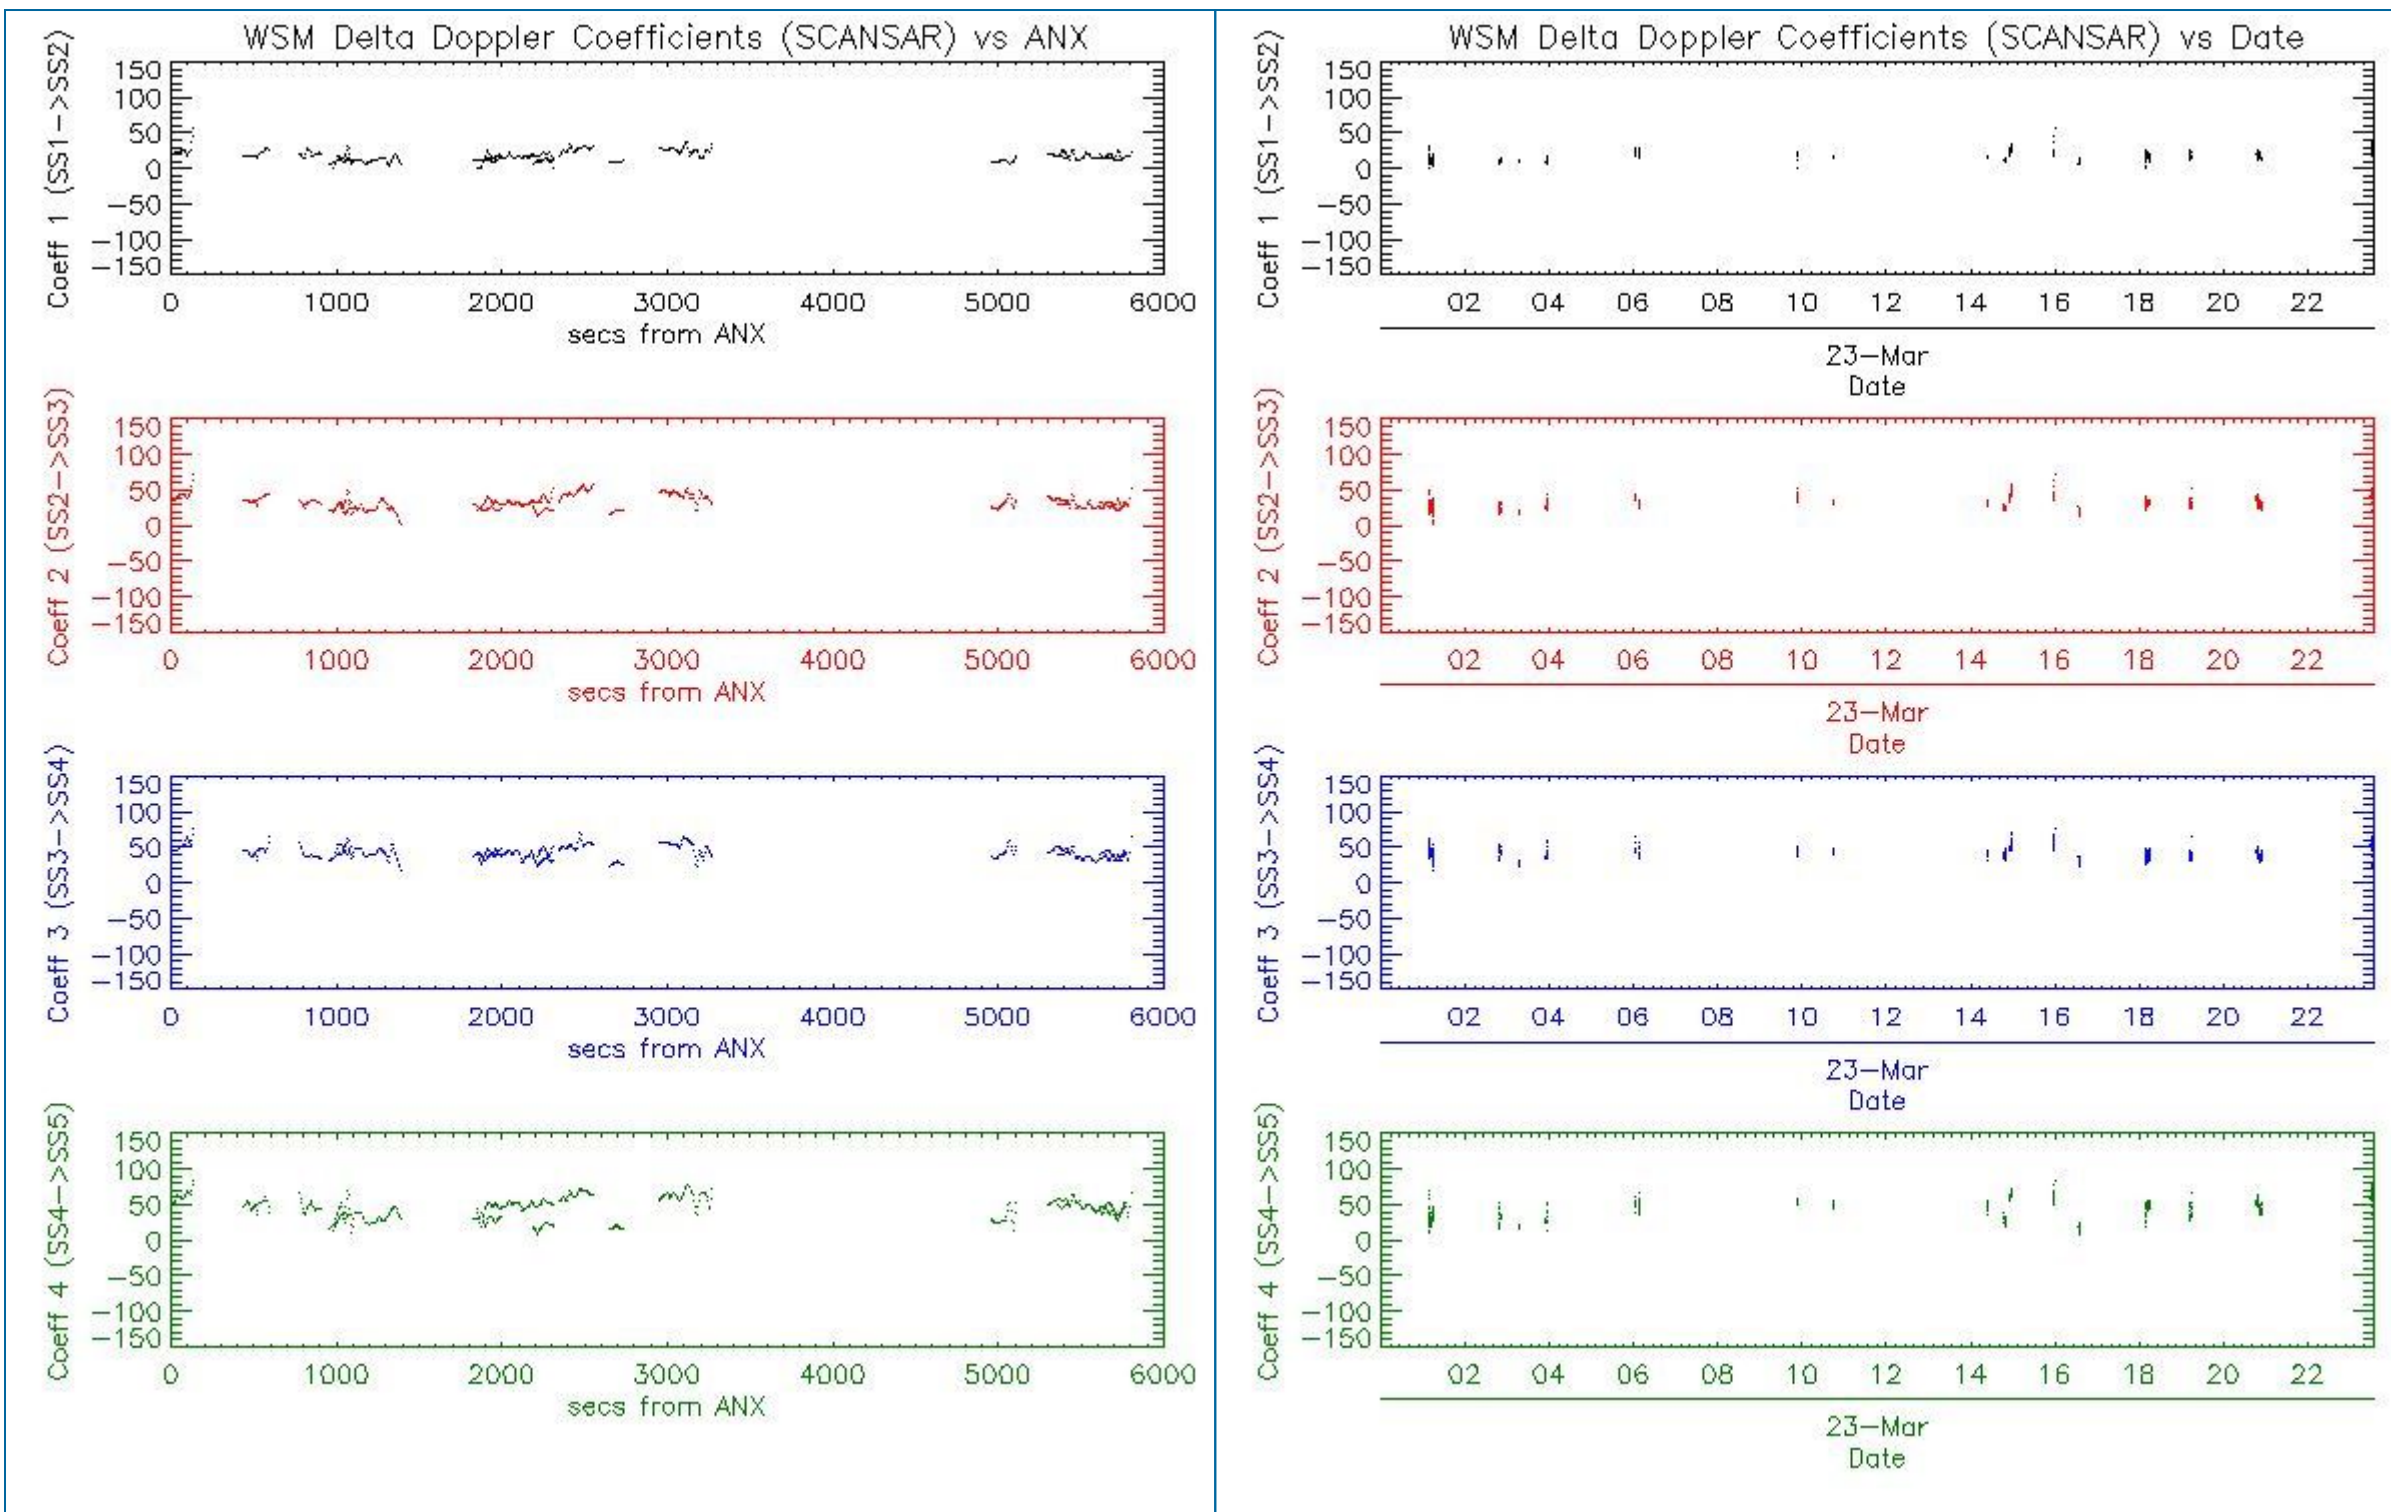 WSM Delta Doppler Coefficients (SCANSAR) vs ANX
Coeff 1 (SS1->SS2)
150
100
50
0
-50
-100
-150
0 1000 2000 3000 4000 5000 6000
secs from ANX
Coeff 2 (SS2->SS3)
150
100
50
0
-50
-100
-150
0 1000 2000 3000 4000 5000 6000
secs from ANX
Coeff 3 (SS3->SS4)
150
100
50
0
-50
-100
-150
0 1000 2000 3000 4000 5000 6000
secs from ANX
Coeff 4 (SS4->SS5)
150
100
50
0
-50
-100
-150
0 1000 2000 3000 4000 5000 6000
secs from ANX
WSM Delta Doppler Coefficients (SCANSAR) vs Date
Coeff 1 (SS1->SS2)
150
100
50
0
-50
-100
-150
02 04 06 08 10 12 14 16 18 20 22
23-Mar
Date
Coeff 2 (SS2->SS3)
150
100
50
0
-50
-100
-150
02 04 06 08 10 12 14 16 18 20 22
23-Mar
Date
Coeff 3 (SS3->SS4)
150
100
50
0
-50
-100
-150
02 04 06 08 10 12 14 16 18 20 22
23-Mar
Date
Coeff 4 (SS4->SS5)
150
100
50
0
-50
-100
-150
02 04 06 08 10 12 14 16 18 20 22
23-Mar
Date